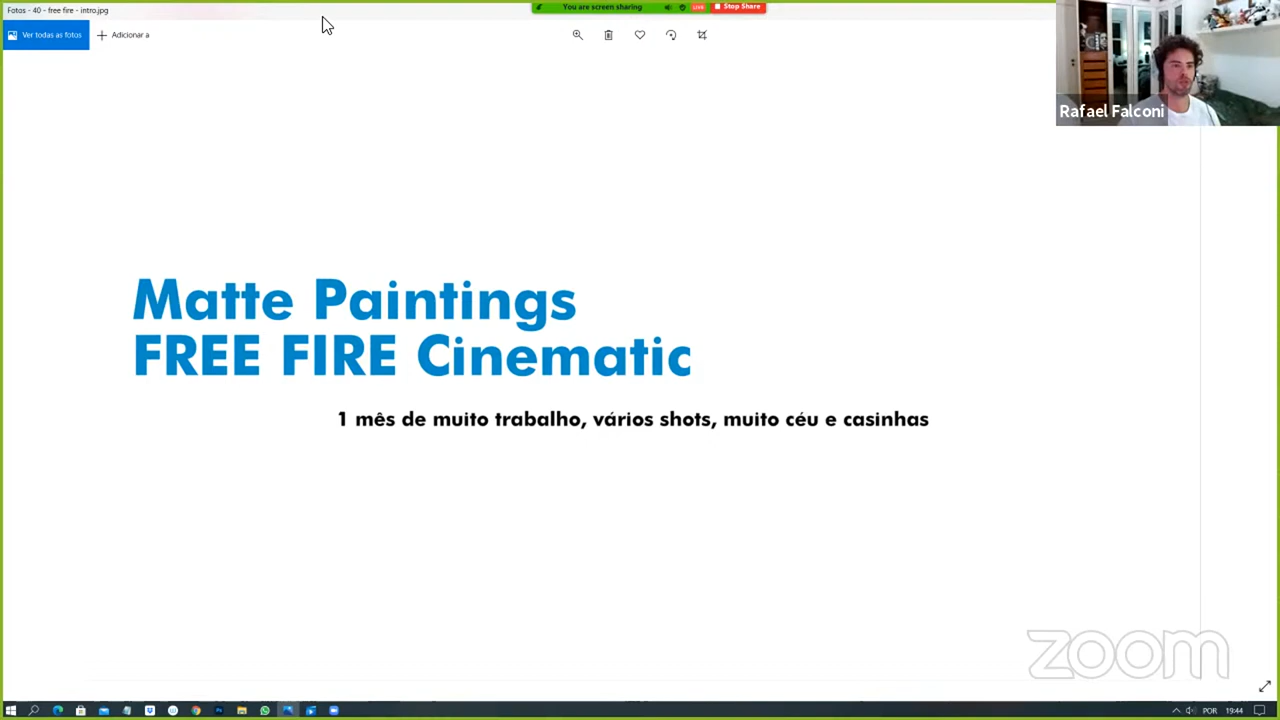 Fotos - 40 - free fire - intro.jpg
You are screen sharing
LIVE
Stop Share
Ver todas as fotos
Adicionar a
Rafael Falconi
Matte Paintings
FREE FIRE Cinematic
1 mês de muito trabalho, vários shots, muito céu e casinhas
zoom
POR
19:44